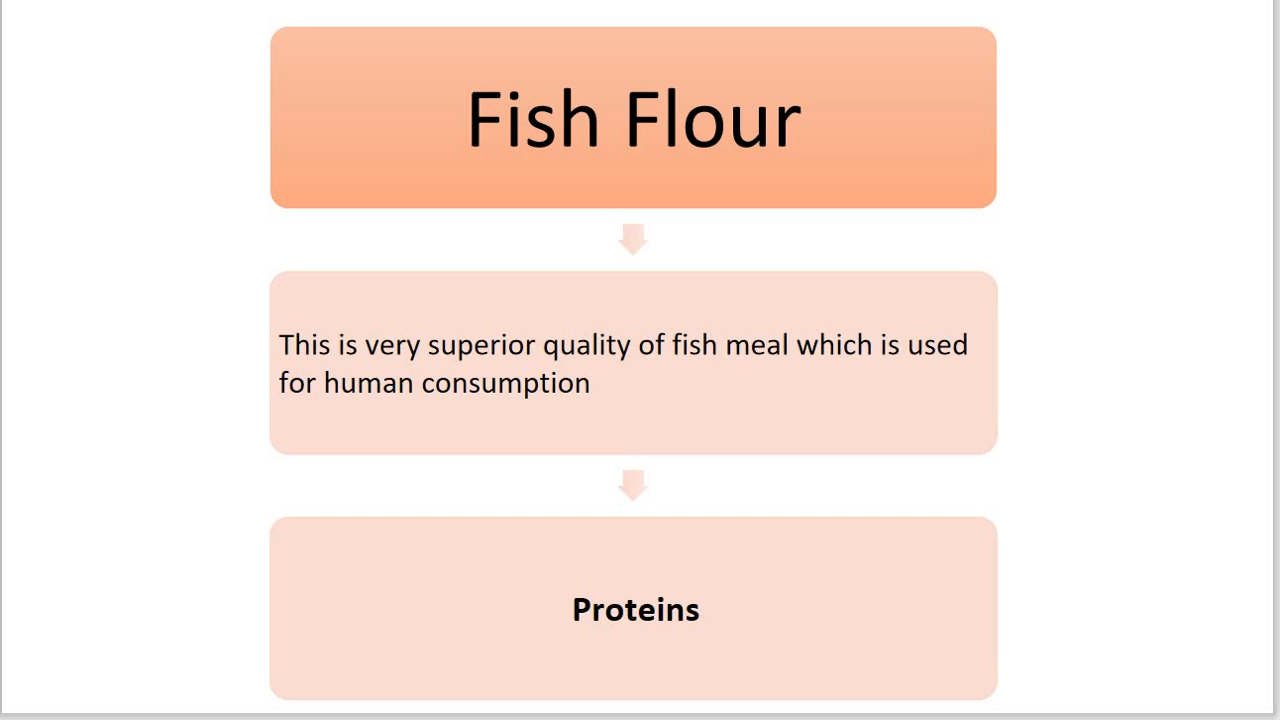 Fish Flour
This is very superior quality of fish meal which is used
for human consumption
Proteins